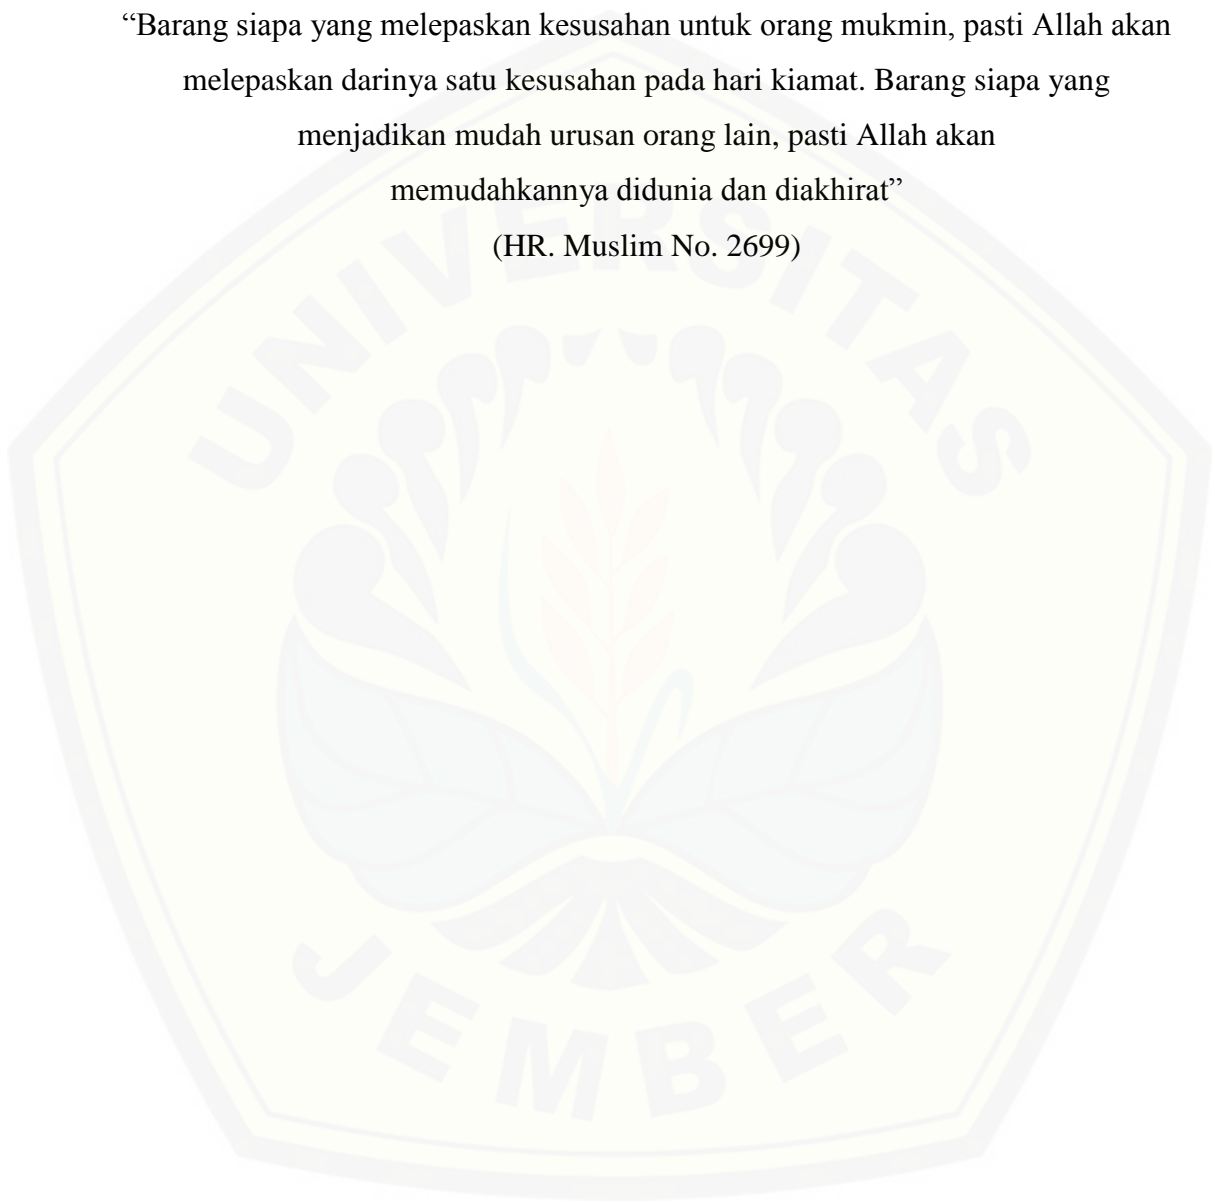 “Barang siapa yang melepaskan kesusahan untuk orang mukmin, pasti Allah akan
melepaskan darinya satu kesusahan pada hari kiamat. Barang siapa yang
menjadikan mudah urusan orang lain, pasti Allah akan
memudahkannya didunia dan diakhirat”
(HR. Muslim No. 2699)
UNIVERSITAS
JEMBER